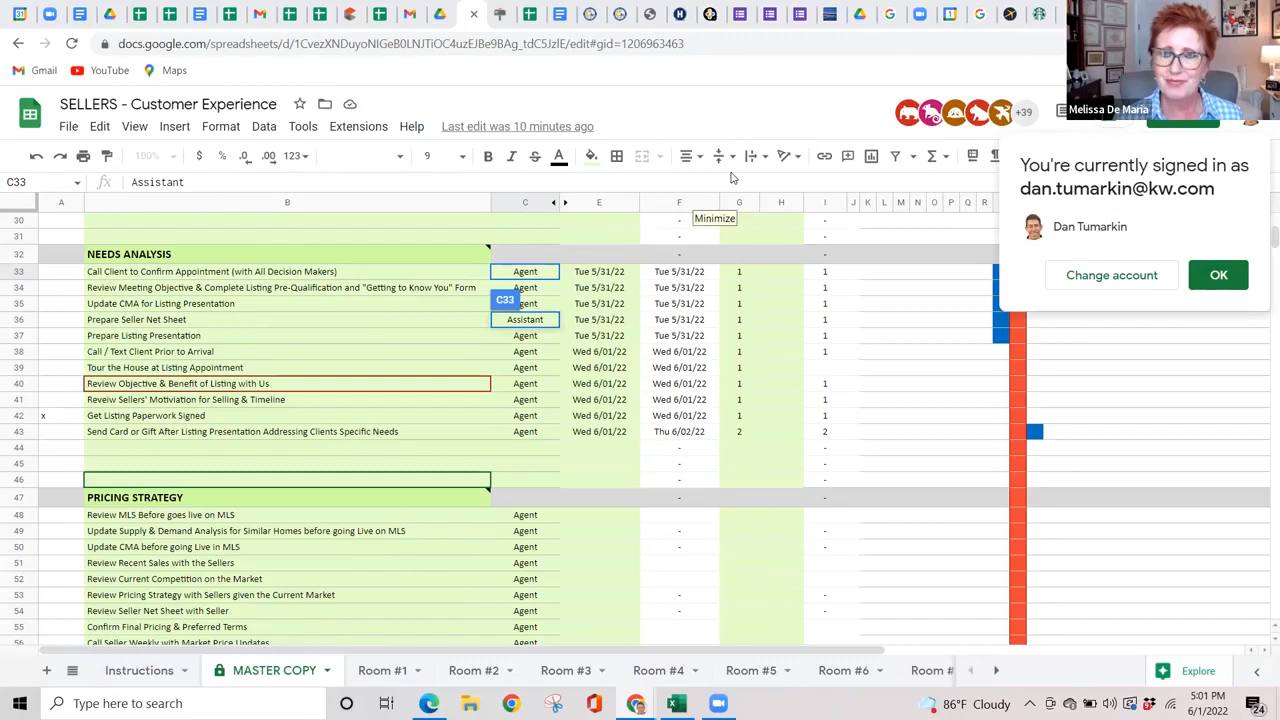 docs.google.com/spreadsheets/d/1CvezXNDuyotUIGeB0LNJTiOC4uzEJBe9BAg_tdC5JzlE/edit#gid=1206963463
Gmail YouTube Maps
Melissa De Maria
SELLERS - Customer Experience
+39
File Edit View Insert Format Data Tools Extensions Help Last edit was 10 minutes ago
100% $ % .0 .00 123 9 B I S A
You're currently signed in as
dan.tumarkin@kw.com
Dan Tumarkin
Change account OK
C33 fx Assistant
A B C E F G H I J K L M N O P Q R
Minimize
30 - -
31 - -
32 NEEDS ANALYSIS
33 Call Client to Confirm Appointment (with All Decision Makers) Agent Tue 5/31/22 Tue 5/31/22 1 1
34 Review Meeting Objective & Complete Listing Pre-Qualification and "Getting to Know You" Form Agent Tue 5/31/22 Tue 5/31/22 1 1
C33
35 Update CMA for Listing Presentation Agent Tue 5/31/22 Tue 5/31/22 1 1
36 Prepare Seller Net Sheet Assistant Tue 5/31/22 Tue 5/31/22 1 1
37 Prepare Listing Presentation Agent Tue 5/31/22 Tue 5/31/22 1 1
38 Call / Text Client Prior to Arrival Agent Wed 6/01/22 Wed 6/01/22 1 1
39 Tour the House at Listing Appointment Agent Wed 6/01/22 Wed 6/01/22 1
40 Review Objective & Benefit of Listing with Us Agent Wed 6/01/22 Wed 6/01/22 1 1
41 Reveiw Sellers' Motiviation for Selling & Timeline Agent Wed 6/01/22 Wed 6/01/22 1 1
42 x Get Listing Paperwork Signed Agent Wed 6/01/22 Wed 6/01/22 1 1
43 Send Card or Gift After Listing Presentation Addressing Clients Specific Needs Agent Wed 6/01/22 Thu 6/02/22 2 2
44 - -
45 - -
46 - -
47 PRICING STRATEGY - -
48 Review MLS Before goes live on MLS Agent
49 Update Supply & Demand Analysis for Similar Homes before going Live on MLS Agent - -
50 Update CMA before going Live in MLS Agent - -
51 Review Recent Sales with the Sellers Agent
52 Review Current Competition on the Market Agent
53 Review Pricing Strategy with Sellers given the Current Market Agent - -
54 Review Seller Net Sheet with Seller Agent - -
55 Confirm Final Pricing & Preferred Terms Agent
56 Call Seller Weekly with Market Price Updates Agent
Instructions MASTER COPY Room #1 Room #2 Room #3 Room #4 Room #5 Room #6 Room # Explore
Type here to search 86°F Cloudy 5:01 PM
6/1/2022 24